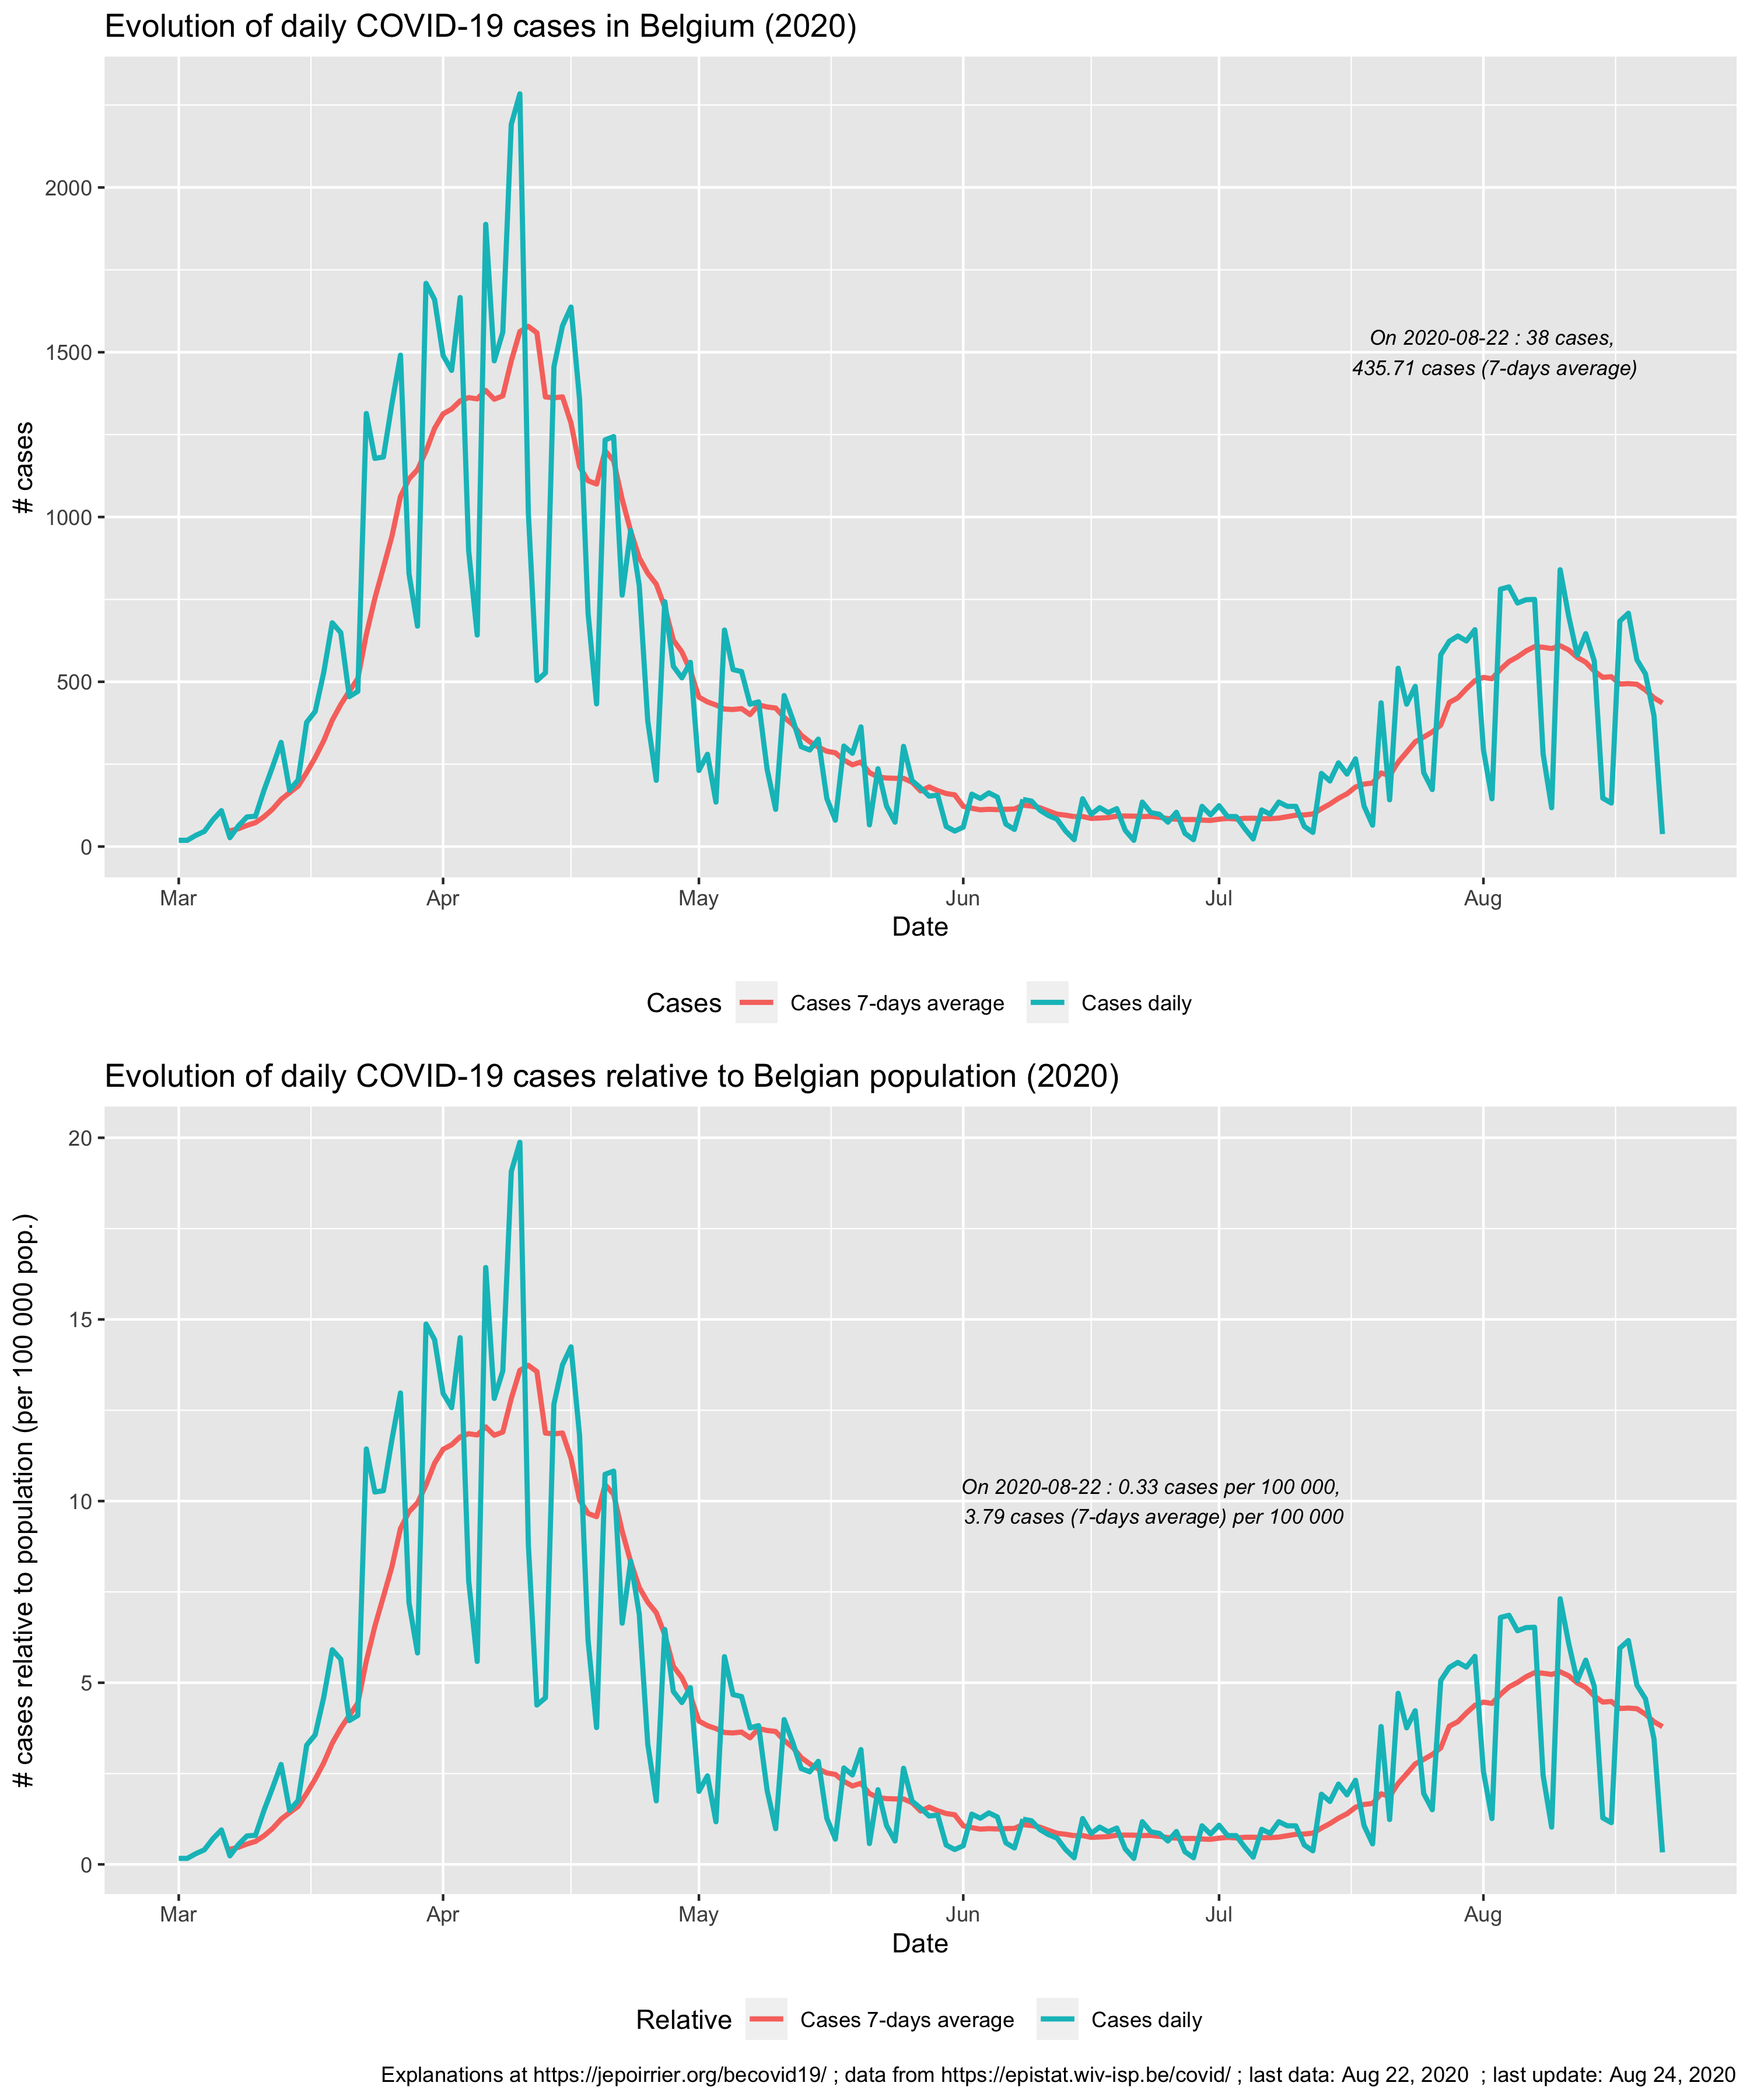 Evolution of daily COVID-19 cases in Belgium (2020)
# cases
2000
1500
1000
500
0
On 2020-08-22 : 38 cases,
435.71 cases (7-days average)
Mar Apr May Jun Jul Aug
Date
Cases Cases 7-days average Cases daily
Evolution of daily COVID-19 cases relative to Belgian population (2020)
# cases relative to population (per 100 000 pop.)
20
15
10
5
0
On 2020-08-22 : 0.33 cases per 100 000,
3.79 cases (7-days average) per 100 000
Mar Apr May Jun Jul Aug
Date
Relative Cases 7-days average Cases daily
Explanations at https://jepoirrier.org/becovid19/ ; data from https://epistat.wiv-isp.be/covid/ ; last data: Aug 22, 2020 ; last update: Aug 24, 2020